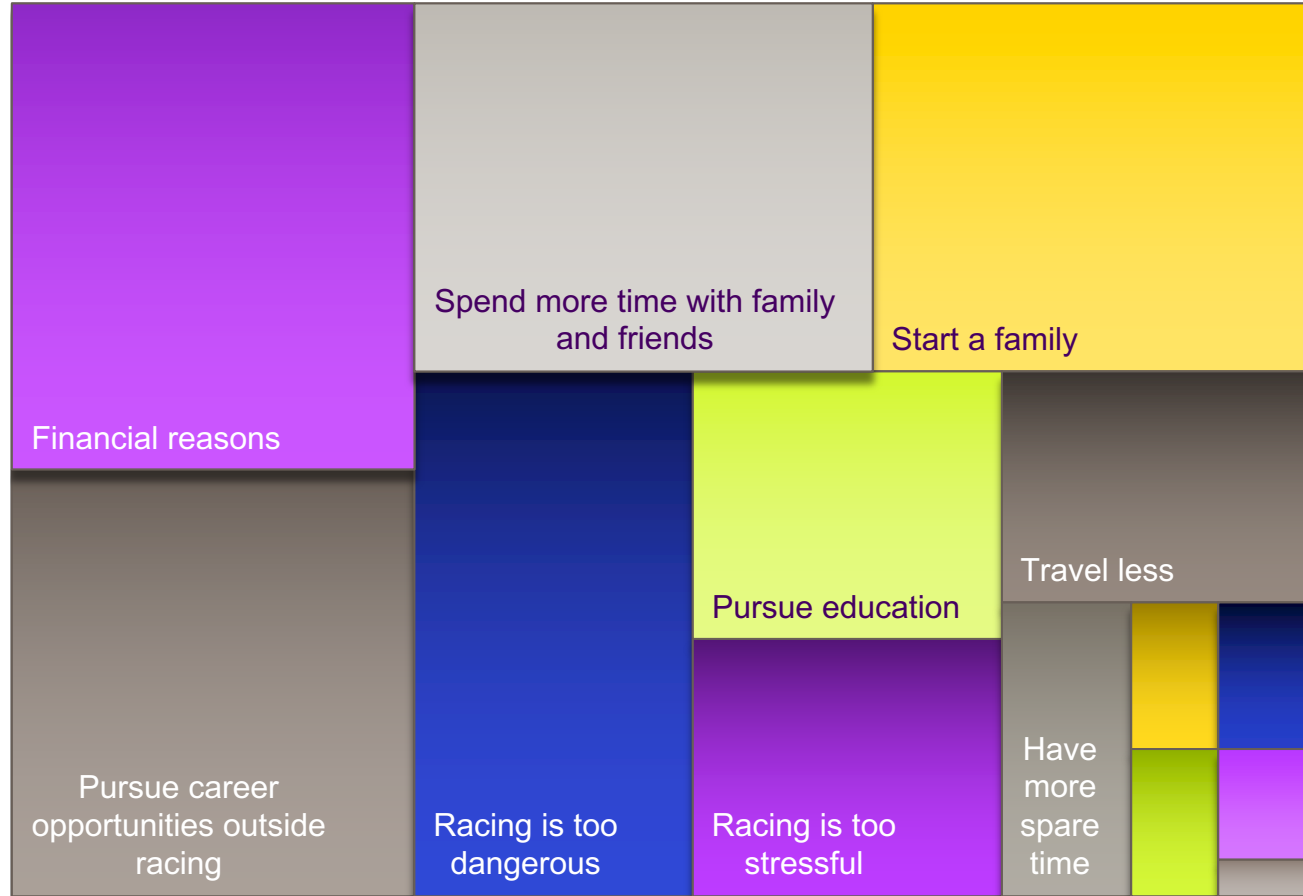 Financial reasons
Spend more time with family
and friends
Start a family
Pursue career
opportunities outside
racing
Racing is too
dangerous
Pursue education
Racing is too
stressful
Travel less
Have
more
spare
time